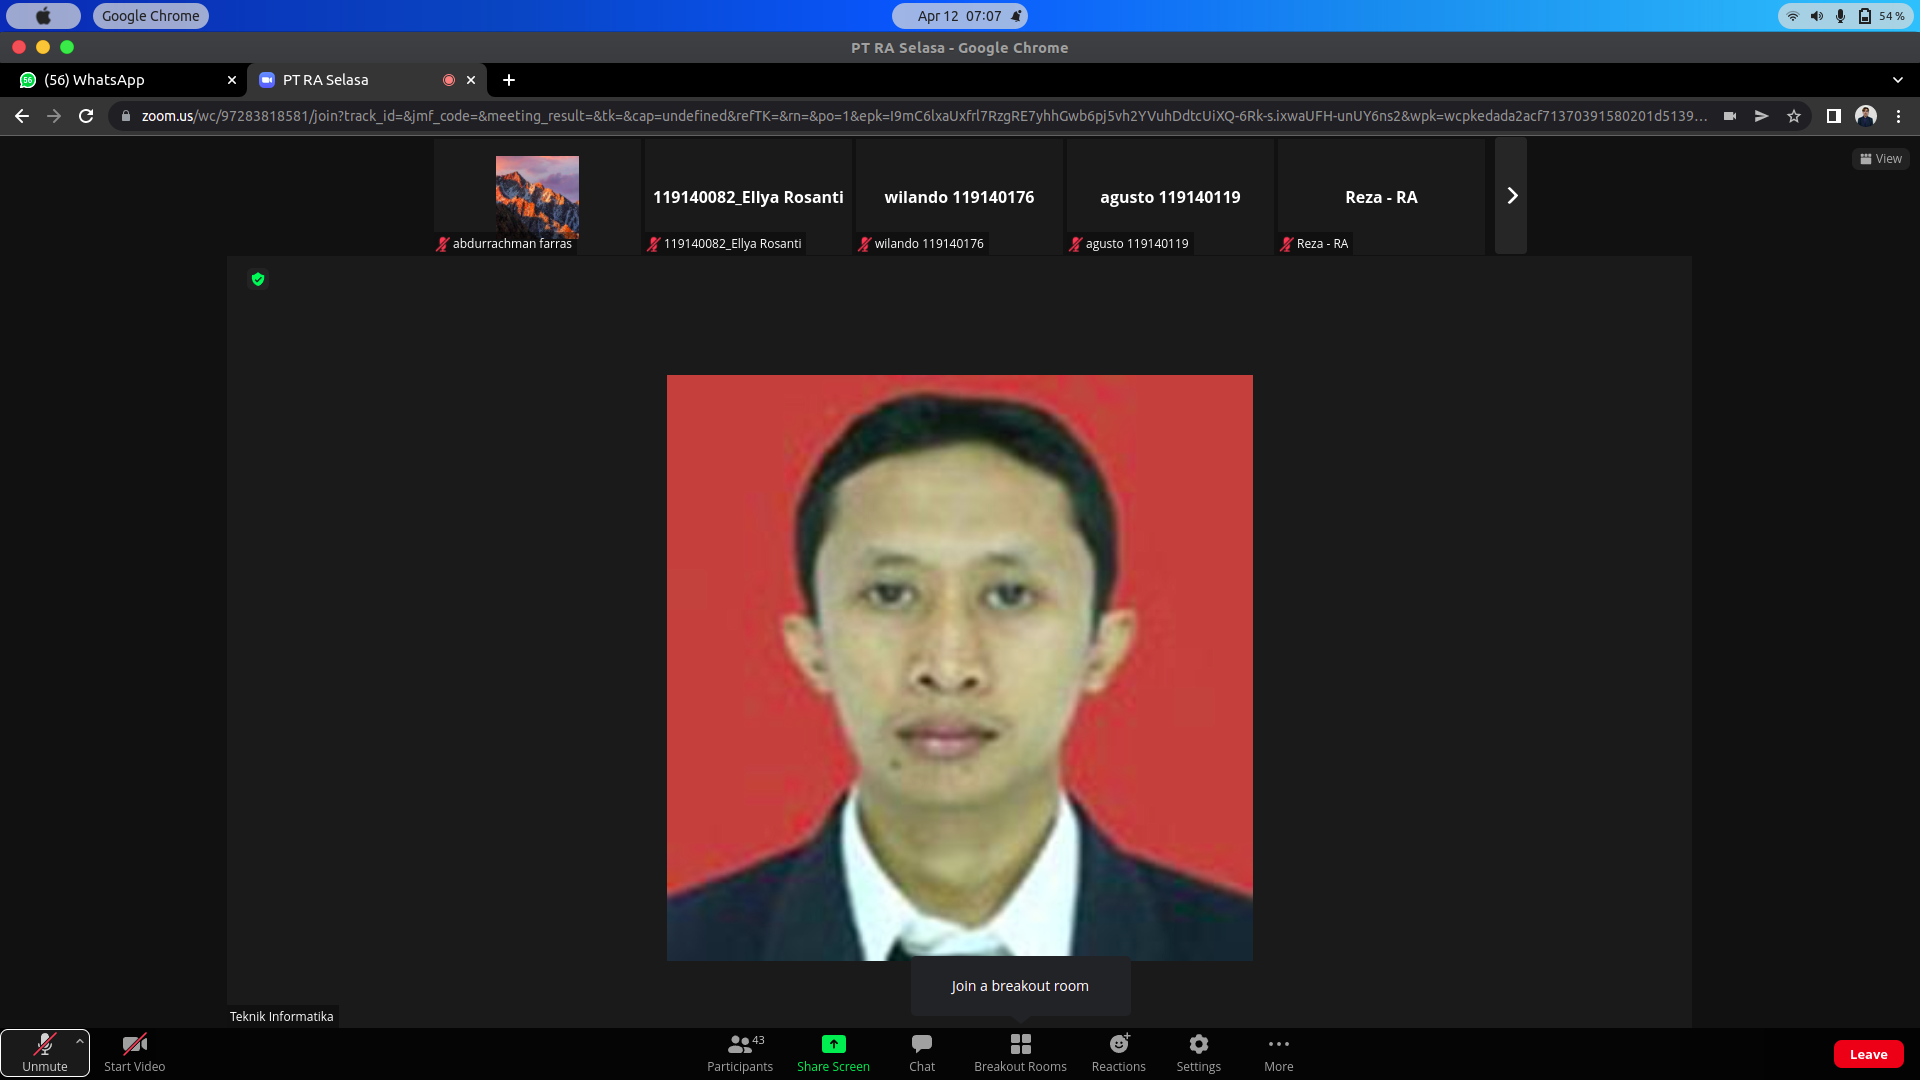 Google Chrome
Apr 12 07:07
54 %
PT RA Selasa - Google Chrome
(56) WhatsApp
PT RA Selasa
zoom.us/wc/97283818581/join?track_id=&jmf_code=&meeting_result=&tk=&cap=undefined&refTK=&rn=&po=1&epk=I9mC6lxaUxfrl7RzgRE7yhhGwb6pj5vh2YVuhDdtcUiXQ-6Rk-s.ixwaUFH-unUY6ns2&wpk=wcpkedada2acf71370391580201d5139...
View
119140082_Ellya Rosanti
wilando 119140176
agusto 119140119
Reza - RA
abdurrachman farras
119140082_Ellya Rosanti
wilando 119140176
agusto 119140119
Reza - RA
Join a breakout room
Teknik Informatika
Unmute
Start Video
43
Participants
Share Screen
Chat
Breakout Rooms
Reactions
Settings
More
Leave